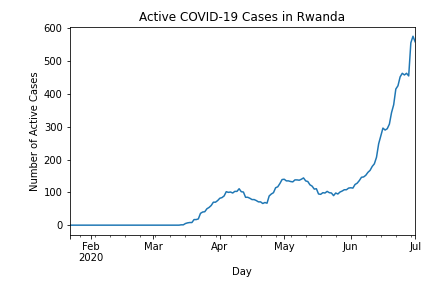 Active COVID-19 Cases in Rwanda
Number of Active Cases
600
500
400
300
200
100
0
Feb Mar Apr May Jun Jul
2020
Day